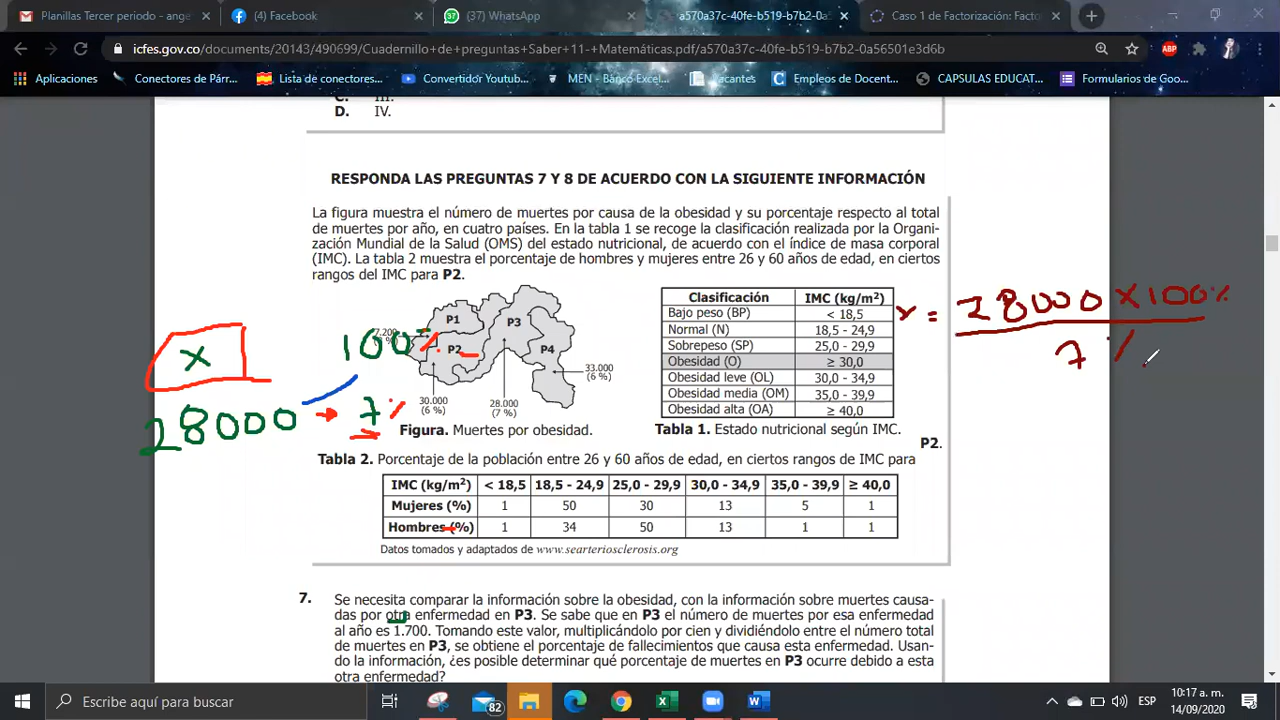 Planillas Tercer periodo - ange
(4) Facebook
(37) WhatsApp
a570a37c-40fe-b519-b7b2-0a5
Caso 1 de Factorización: Facto
icfes.gov.co/documents/20143/490699/Cuadernillo+de+preguntas+Saber+11-+Matemáticas.pdf/a570a37c-40fe-b519-b7b2-0a56501e3d6b
ABP
Aplicaciones
Conectores de Párr...
Lista de conectores...
Convertidor Youtub...
MEN - Banco Excel...
Vacantes
Empleos de Docent...
CAPSULAS EDUCAT...
Formularios de Goo...
C. III.
D. IV.
RESPONDA LAS PREGUNTAS 7 Y 8 DE ACUERDO CON LA SIGUIENTE INFORMACIÓN
La figura muestra el número de muertes por causa de la obesidad y su porcentaje respecto al total
de muertes por año, en cuatro países. En la tabla 1 se recoge la clasificación realizada por la Organi-
zación Mundial de la Salud (OMS) del estado nutricional, de acuerdo con el índice de masa corporal
(IMC). La tabla 2 muestra el porcentaje de hombres y mujeres entre 26 y 60 años de edad, en ciertos
rangos del IMC para P2.
P1
P2
P3
P4
30.000
(6 %)
28.000
(7 %)
33.000
(6 %)
Figura. Muertes por obesidad.
x 100%
28000 → 7%
Clasificación IMC (kg/m²)
Bajo peso (BP) < 18,5
Normal (N) 18,5 - 24,9
Sobrepeso (SP) 25,0 - 29,9
Obesidad (O) ≥ 30,0
Obesidad leve (OL) 30,0 - 34,9
Obesidad media (OM) 35,0 - 39,9
Obesidad alta (OA) ≥ 40,0
Tabla 1. Estado nutricional según IMC.
x = 28000 x 100%
7 %
P2.
Tabla 2. Porcentaje de la población entre 26 y 60 años de edad, en ciertos rangos de IMC para
IMC (kg/m²) < 18,5 18,5 - 24,9 25,0 - 29,9 30,0 - 34,9 35,0 - 39,9 ≥ 40,0
Mujeres (%) 1 50 30 13 5 1
Hombres (%) 1 34 50 13 1 1
Datos tomados y adaptados de www.searteriosclerosis.org
7. Se necesita comparar la información sobre la obesidad, con la información sobre muertes causa-
das por otra enfermedad en P3. Se sabe que en P3 el número de muertes por esa enfermedad
al año es 1.700. Tomando este valor, multiplicándolo por cien y dividiéndolo entre el número total
de muertes en P3, se obtiene el porcentaje de fallecimientos que causa esta enfermedad. Usan-
do la información, ¿es posible determinar qué porcentaje de muertes en P3 ocurre debido a esta
otra enfermedad?
Escribe aquí para buscar
82
ESP
10:17 a. m.
14/09/2020